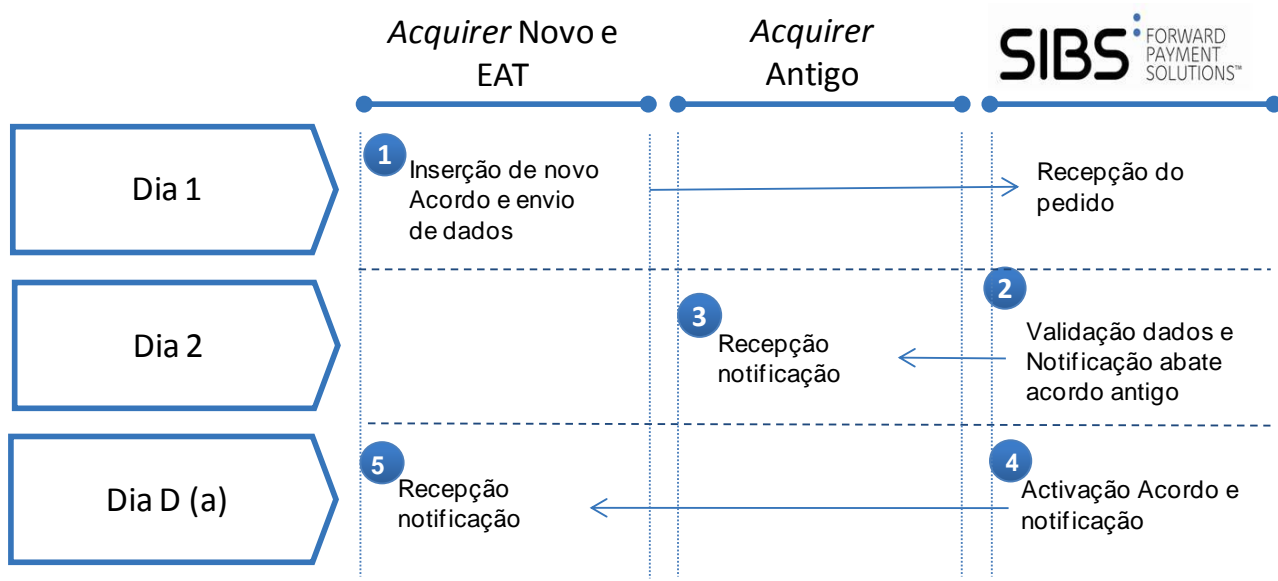 Acquirer Novo e
EAT
Acquirer
Antigo
SIBS FORWARD
PAYMENT
SOLUTIONS™
Dia 1
1
Inserção de novo
Acordo e envio
de dados
Recepção do
pedido
Dia 2
3
Recepção
notificação
2
Validação dados e
Notificação abate
acordo antigo
Dia D (a)
5
Recepção
notificação
4
Activação Acordo e
notificação